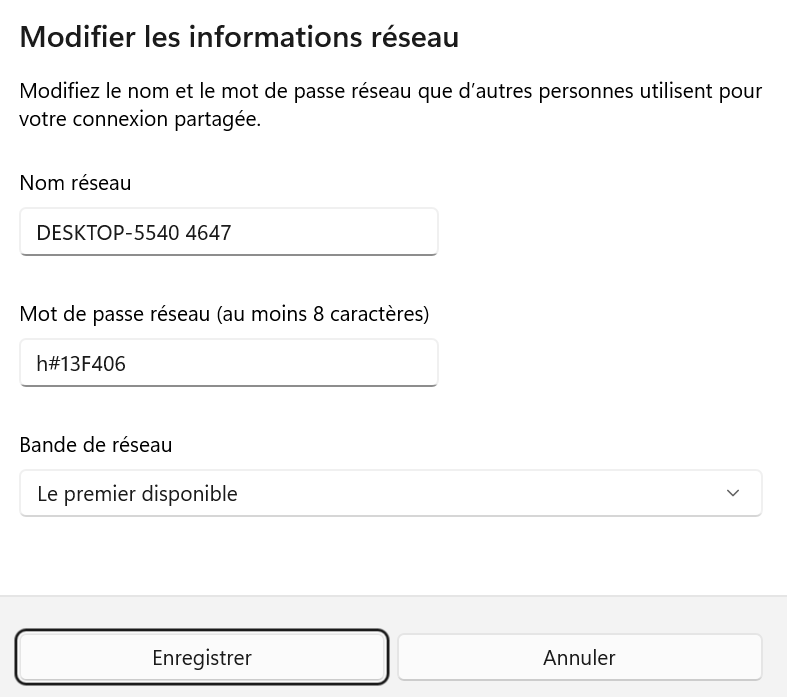 Modifier les informations réseau
Modifiez le nom et le mot de passe réseau que d’autres personnes utilisent pour
votre connexion partagée.
Nom réseau
DESKTOP-5540 4647
Mot de passe réseau (au moins 8 caractères)
h#13F406
Bande de réseau
Le premier disponible
Enregistrer
Annuler